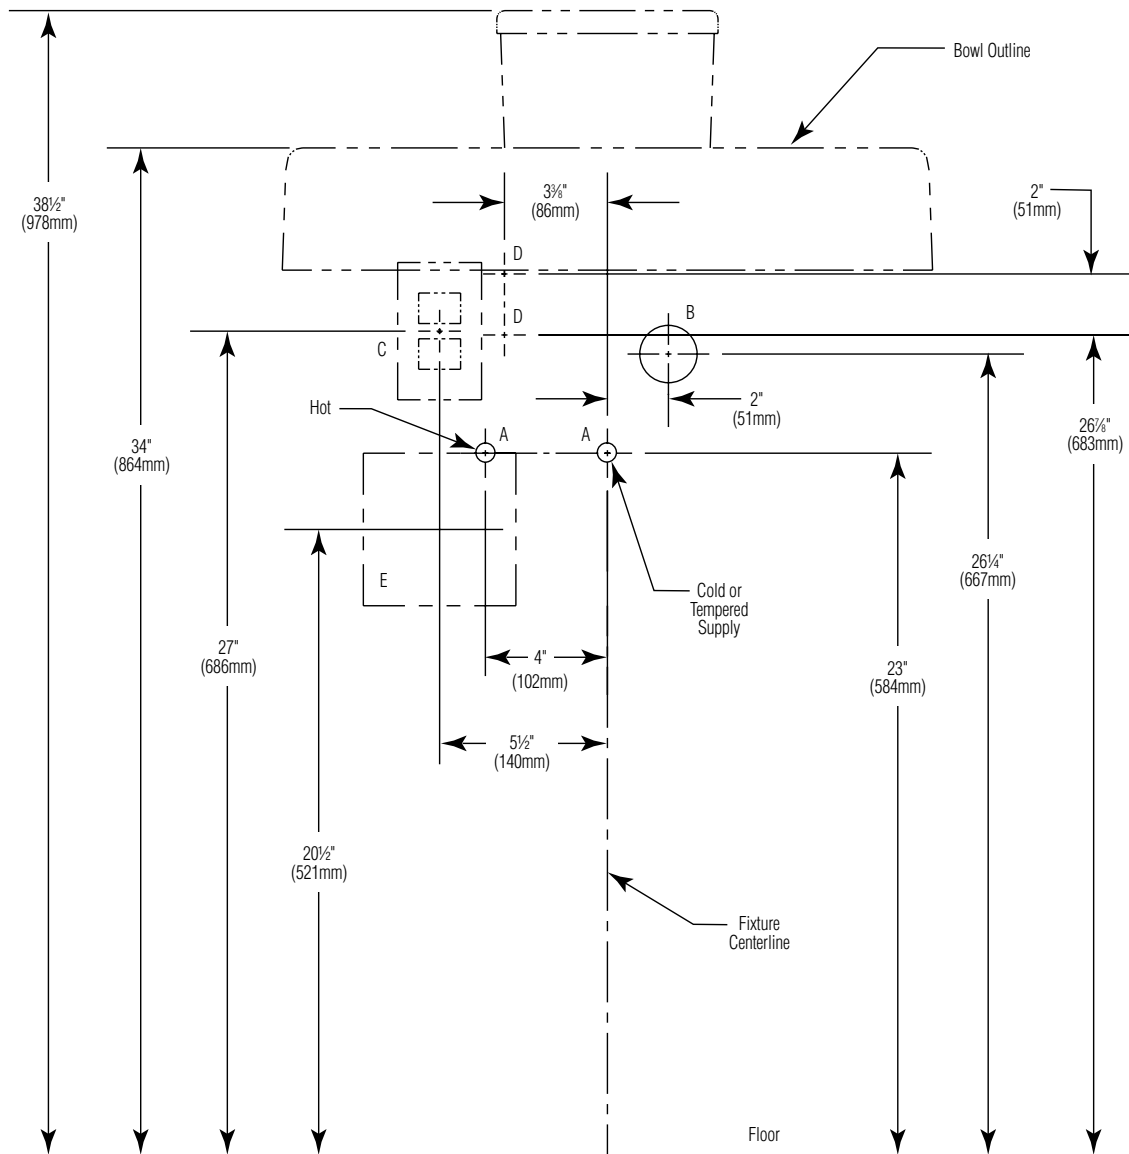 Bowl Outline
38½"
(978mm)
3⅜"
(86mm)
2"
(51mm)
D
D
B
C
Hot
A
A
2"
(51mm)
26⅞"
(683mm)
34"
(864mm)
E
26¼"
(667mm)
Cold or
Tempered
Supply
27"
(686mm)
4"
(102mm)
23"
(584mm)
5½"
(140mm)
20½"
(521mm)
Fixture
Centerline
Floor